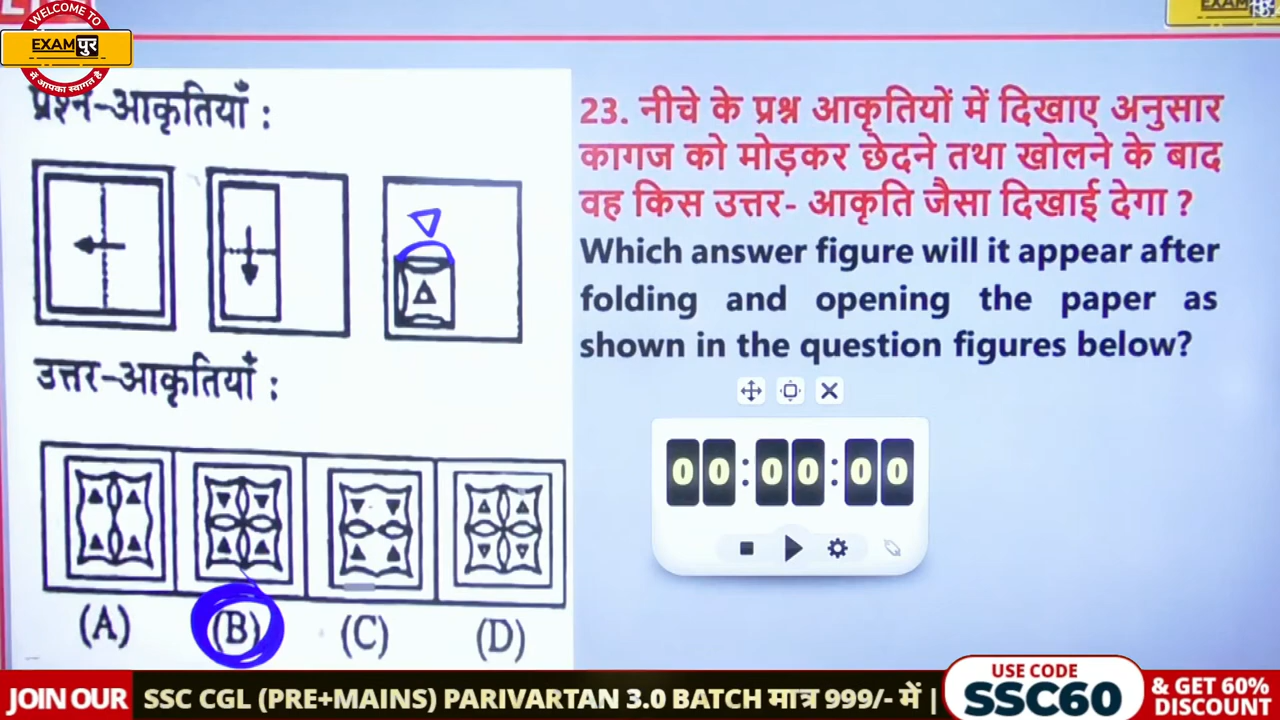 WELCOME TO
EXAMपुर
में आपका स्वागत है
EXAMपु
प्रश्न-आकृतियाँ :
23. नीचे के प्रश्न आकृतियों में दिखाए अनुसार
कागज को मोड़कर छेदने तथा खोलने के बाद
वह किस उत्तर- आकृति जैसा दिखाई देगा ?
Which answer figure will it appear after
folding and opening the paper as
shown in the question figures below?
उत्तर-आकृतियाँ :
00:00:00
(A) (B) (C) (D)
JOIN OUR SSC CGL (PRE+MAINS) PARIVARTAN 3.0 BATCH मात्र 999/- में |
USE CODE
SSC60
& GET 60%
DISCOUNT